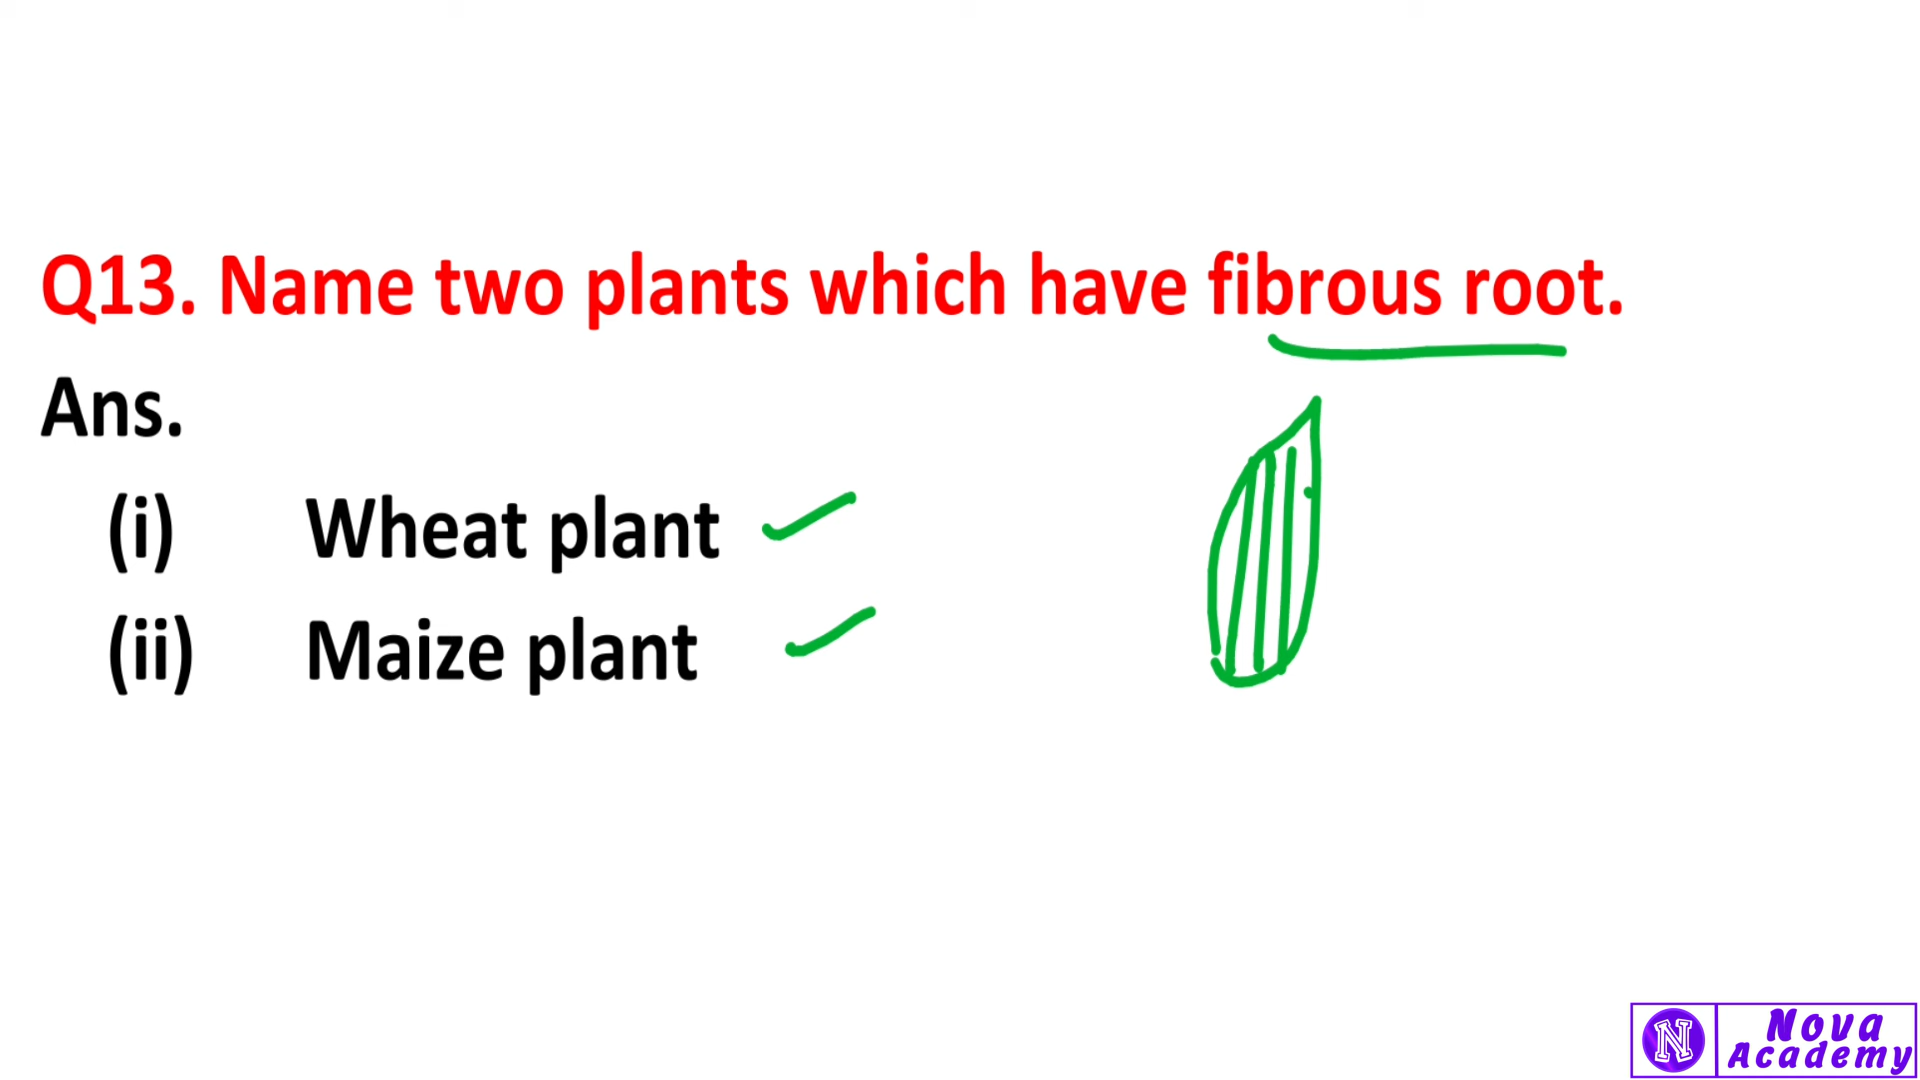 Q13. Name two plants which have fibrous root.
Ans.
(i) Wheat plant
(ii) Maize plant
N Nova
Academy